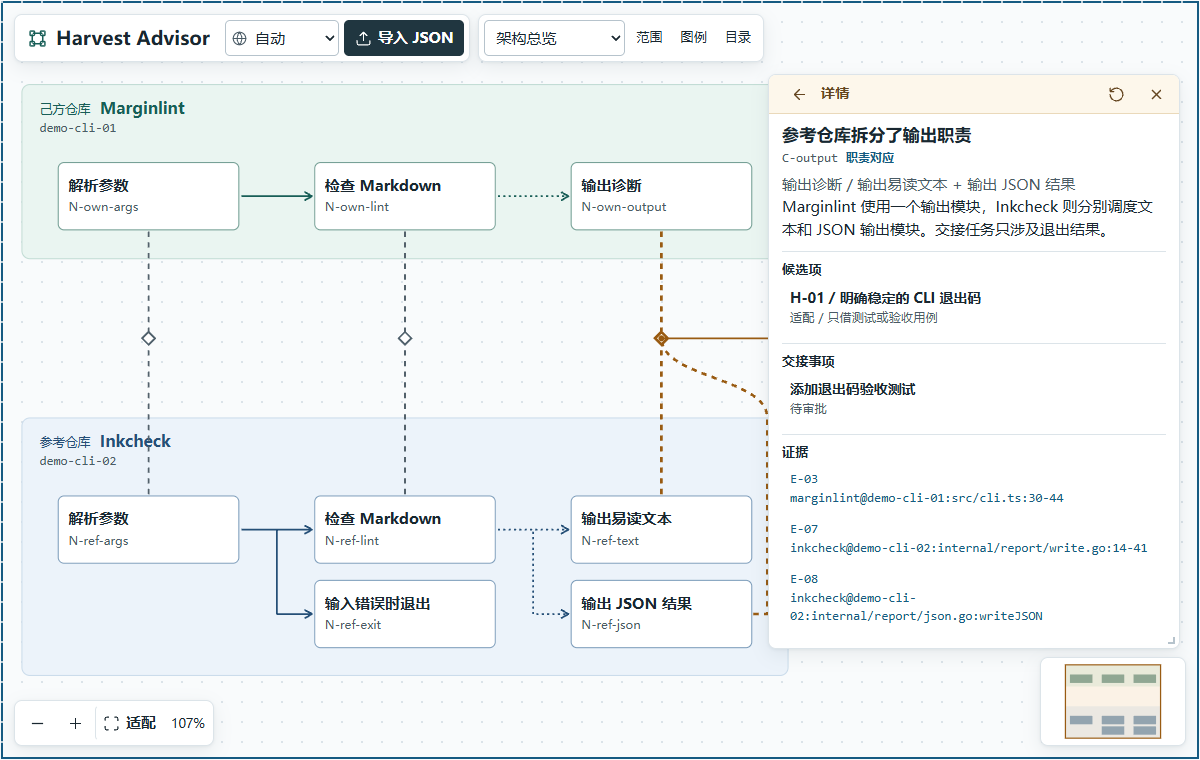 Harvest Advisor
自动
导入 JSON
架构总览
范围
图例
目录
己方仓库 Marginlint
demo-cli-01
解析参数
N-own-args
检查 Markdown
N-own-lint
输出诊断
N-own-output
参考仓库 Inkcheck
demo-cli-02
解析参数
N-ref-args
检查 Markdown
N-ref-lint
输出易读文本
N-ref-text
输入错误时退出
N-ref-exit
输出 JSON 结果
N-ref-json
详情
参考仓库拆分了输出职责
C-output 职责对应
输出诊断 / 输出易读文本 + 输出 JSON 结果
Marginlint 使用一个输出模块，Inkcheck 则分别调度文
本和 JSON 输出模块。交接任务只涉及退出结果。
候选项
H-01 / 明确稳定的 CLI 退出码
适配 / 只借测试或验收用例
交接事项
添加退出码验收测试
待审批
证据
E-03
marginlint@demo-cli-01:src/cli.ts:30-44
E-07
inkcheck@demo-cli-02:internal/report/write.go:14-41
E-08
inkcheck@demo-cli-
02:internal/report/json.go:writeJSON
适配
107%